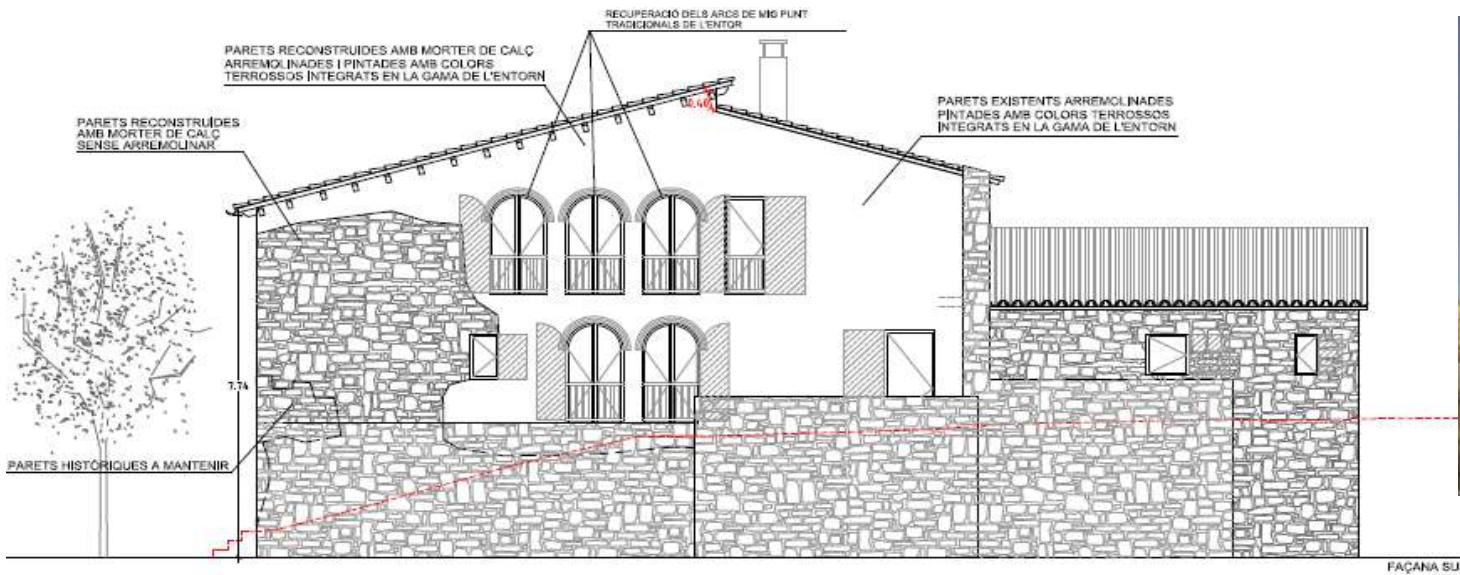 RECUPERACIÓ DELS ARCS DE MIG PUNT
TRADICIONALS DE L'ENTOR
PARETS RECONSTRUIDES AMB MORTER DE CALÇ
ARREMOLINADES I PINTADES AMB COLORS
TERROSSOS INTEGRATS EN LA GAMA DE L'ENTORN
PARETS RECONSTRUÏDES
AMB MORTER DE CALÇ
SENSE ARREMOLINAR
PARETS EXISTENTS ARREMOLINADES
PINTADES AMB COLORS TERROSSOS
INTEGRATS EN LA GAMA DE L'ENTORN
0.40
7.74
PARETS HISTÒRIQUES A MANTENIR
FAÇANA SU